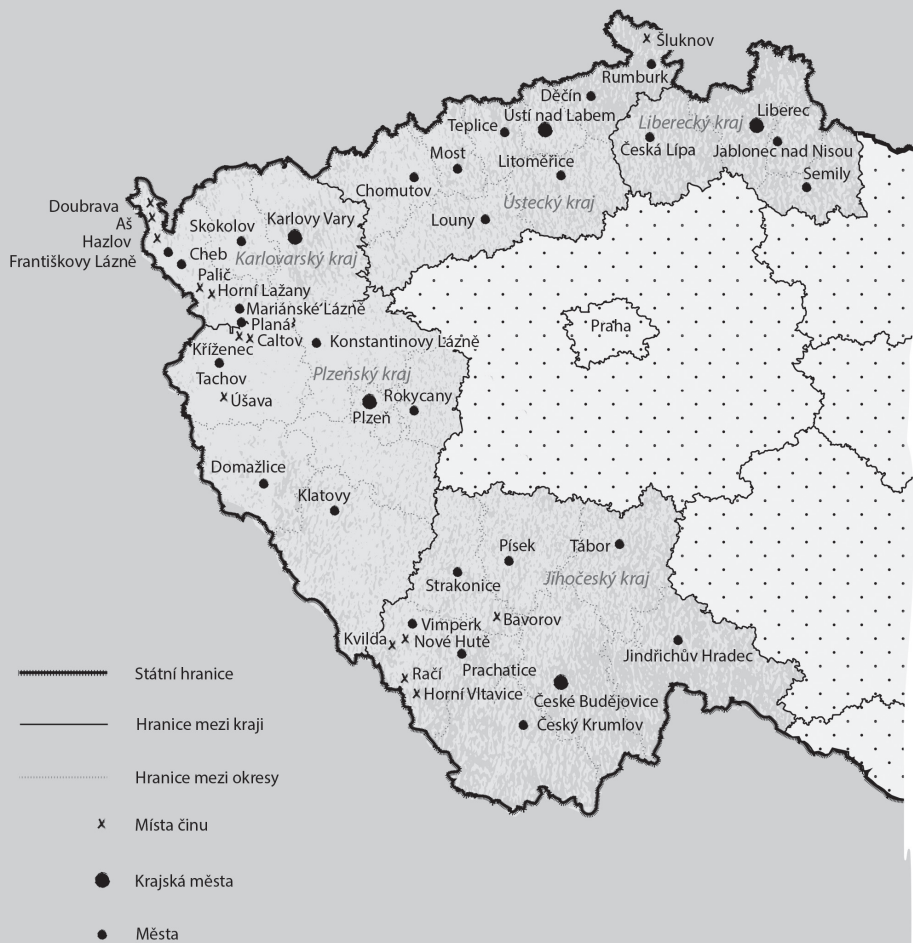 Šluknov
Rumburk
Děčín
Ústí nad Labem
Teplice
Liberecký kraj
Liberec
Česká Lípa
Jablonec nad Nisou
Most
Litoměřice
Semily
Chomutov
Ústecký kraj
Louny
Doubrava
Aš
Hazlov
Františkovy Lázně
Skokolov
Karlovy Vary
Cheb
Karlovarský kraj
Palič
Horní Lažany
Mariánské Lázně
Planá
Caltov
Kříženec
Konstantinovy Lázně
Praha
Tachov
Úšava
Plzeňský kraj
Rokycany
Plzeň
Domažlice
Klatovy
Písek
Tábor
Strakonice
Jihočeský kraj
Bavorov
Vimperk
Kvilda
Nové Hutě
Prachatice
Jindřichův Hradec
Račí
Horní Vltavice
České Budějovice
Český Krumlov
Státní hranice
Hranice mezi kraji
Hranice mezi okresy
Místa činu
Krajská města
Města